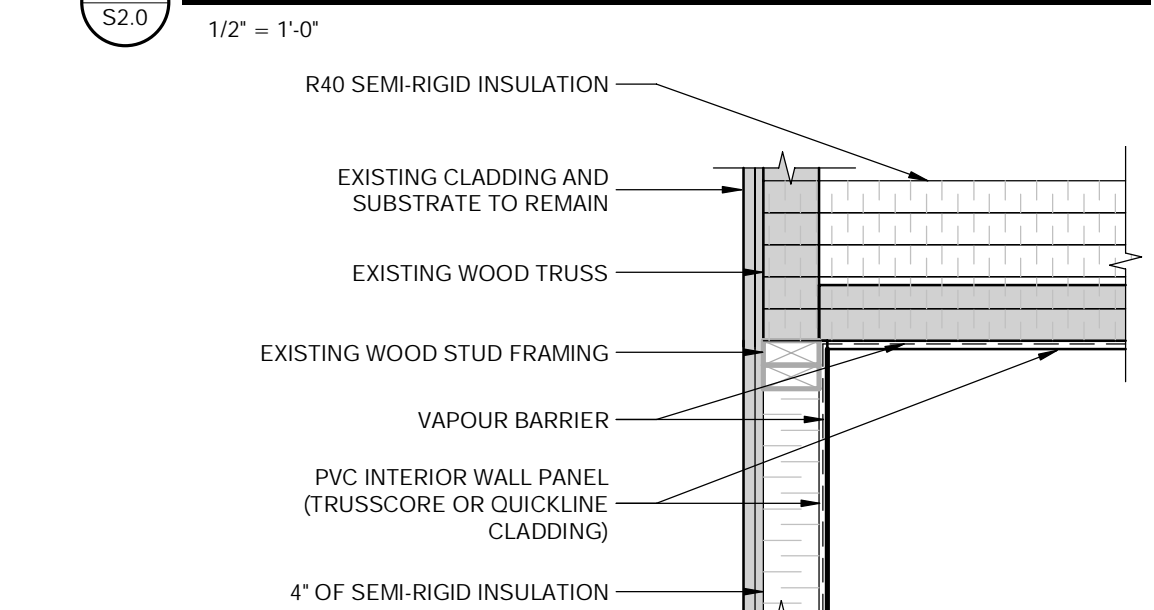 S2.0
1/2" = 1'-0"
R40 SEMI-RIGID INSULATION
EXISTING CLADDING AND
SUBSTRATE TO REMAIN
EXISTING WOOD TRUSS
EXISTING WOOD STUD FRAMING
VAPOUR BARRIER
PVC INTERIOR WALL PANEL
(TRUSSCORE OR QUICKLINE
CLADDING)
4" OF SEMI-RIGID INSULATION